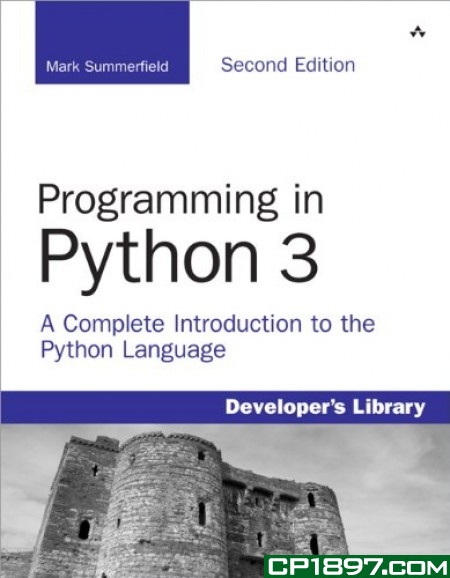 Mark Summerfield
Second Edition
Programming in
Python 3
A Complete Introduction to the
Python Language
Developer's Library
CP1897.COM